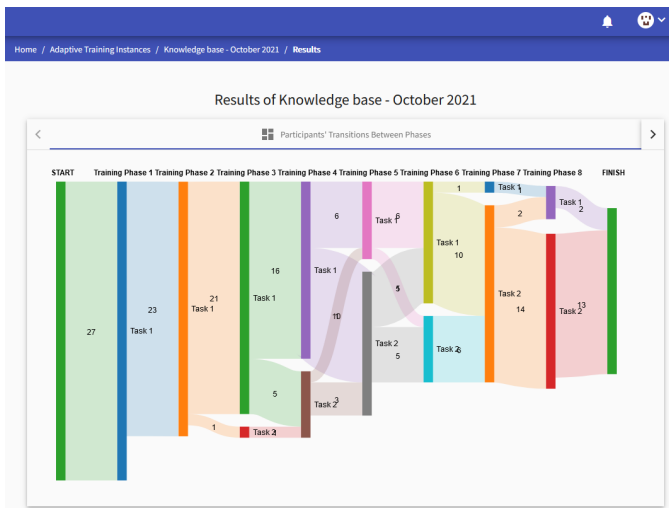 Home / Adaptive Training Instances / Knowledge base - October 2021 / Results
Results of Knowledge base - October 2021
Participants' Transitions Between Phases
START Training Phase 1 Training Phase 2 Training Phase 3 Training Phase 4 Training Phase 5 Training Phase 6 Training Phase 7 Training Phase 8 FINISH
1 Task 1 1
6 Task 1 6 2 Task 1 2
Task 1 10
16 Task 1
21 Task 1 Task 2
23 10 5 14 Task 2 13
27 Task 1 Task 2 Task 2 6
5
5 Task 2 3
1 Task 2